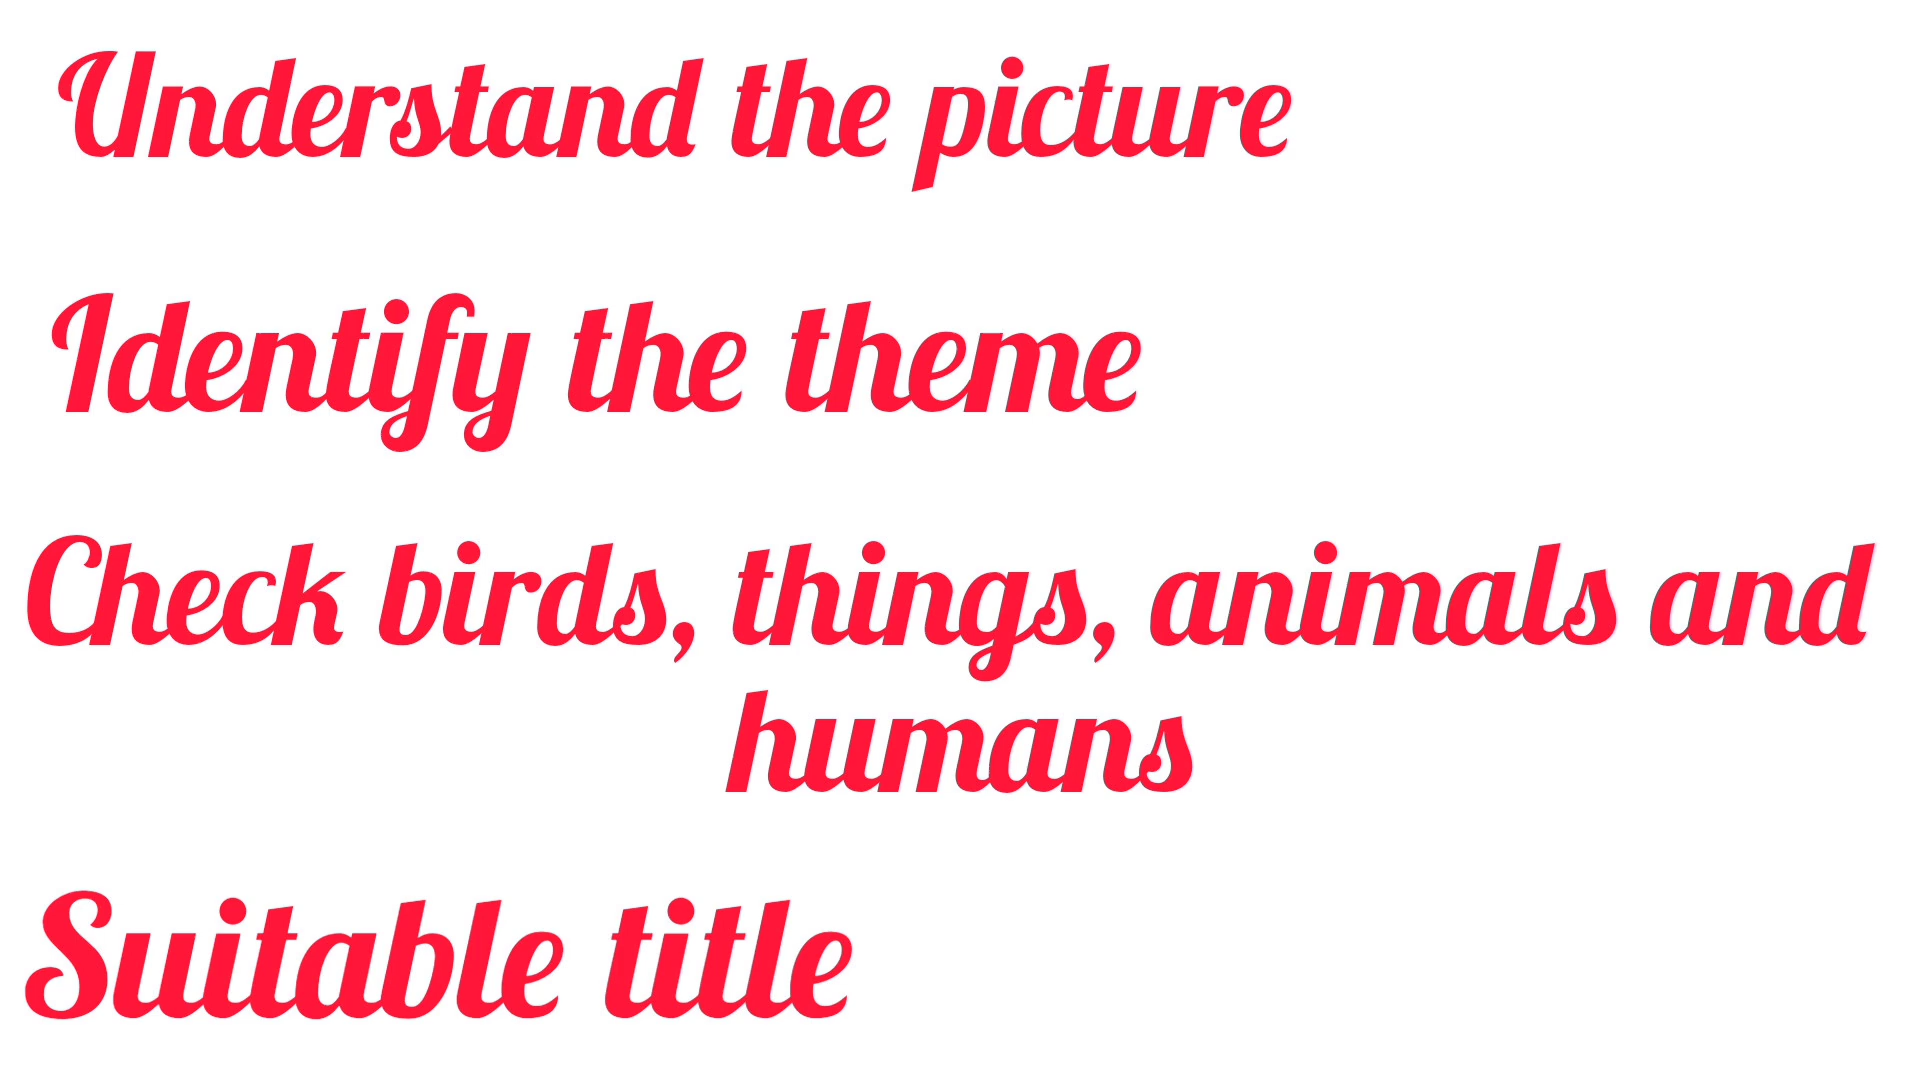 Understand the picture
Identify the theme
Check birds, things, animals and
humans
Suitable title